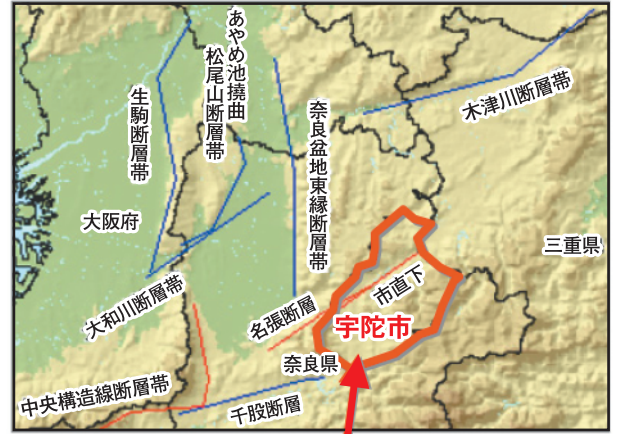 あやめ池撓曲
松尾山断層帯
生駒断層帯
奈良盆地東縁断層帯
木津川断層帯
大阪府
三重県
大和川断層帯
名張断層
市直下
宇陀市
奈良県
中央構造線断層帯
千股断層